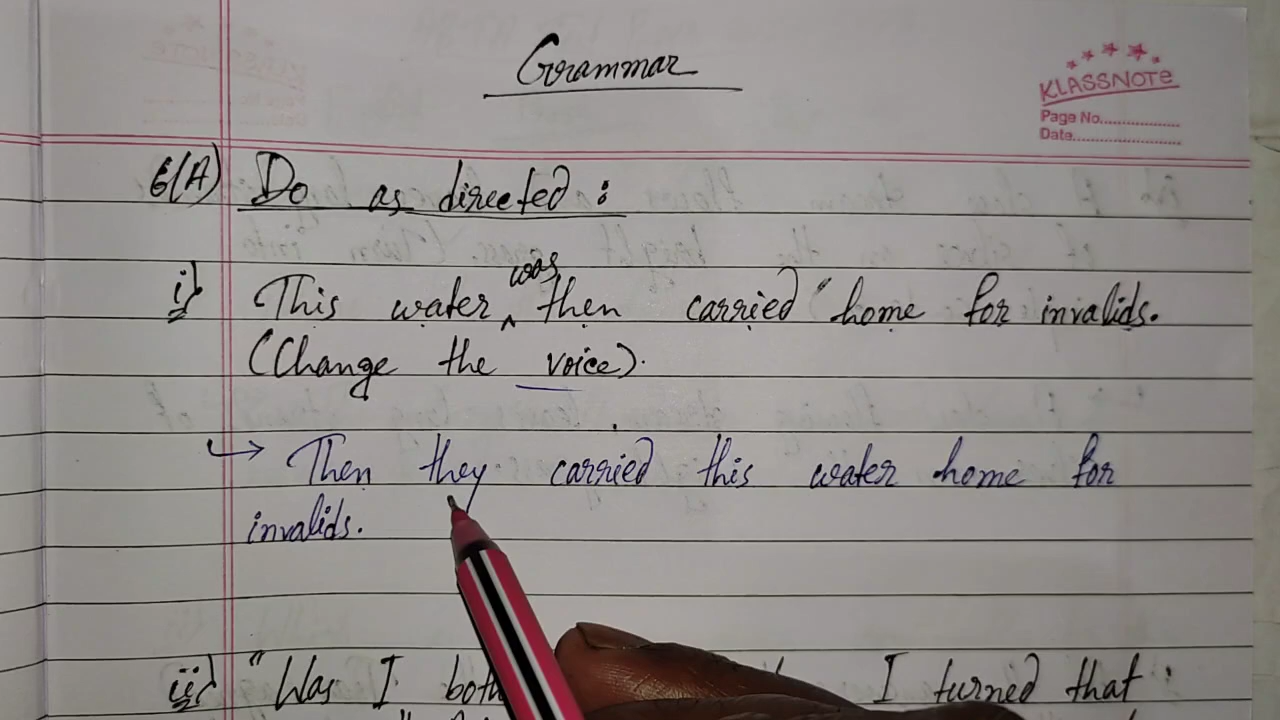 Grammar
KLASSNOTE
Page No..............
Date..................
6(A) Do as directed:
i) This water was then carried home for invalids.
(Change the voice).
Then they carried this water home for
invalids.
ii) "Was I I turned that